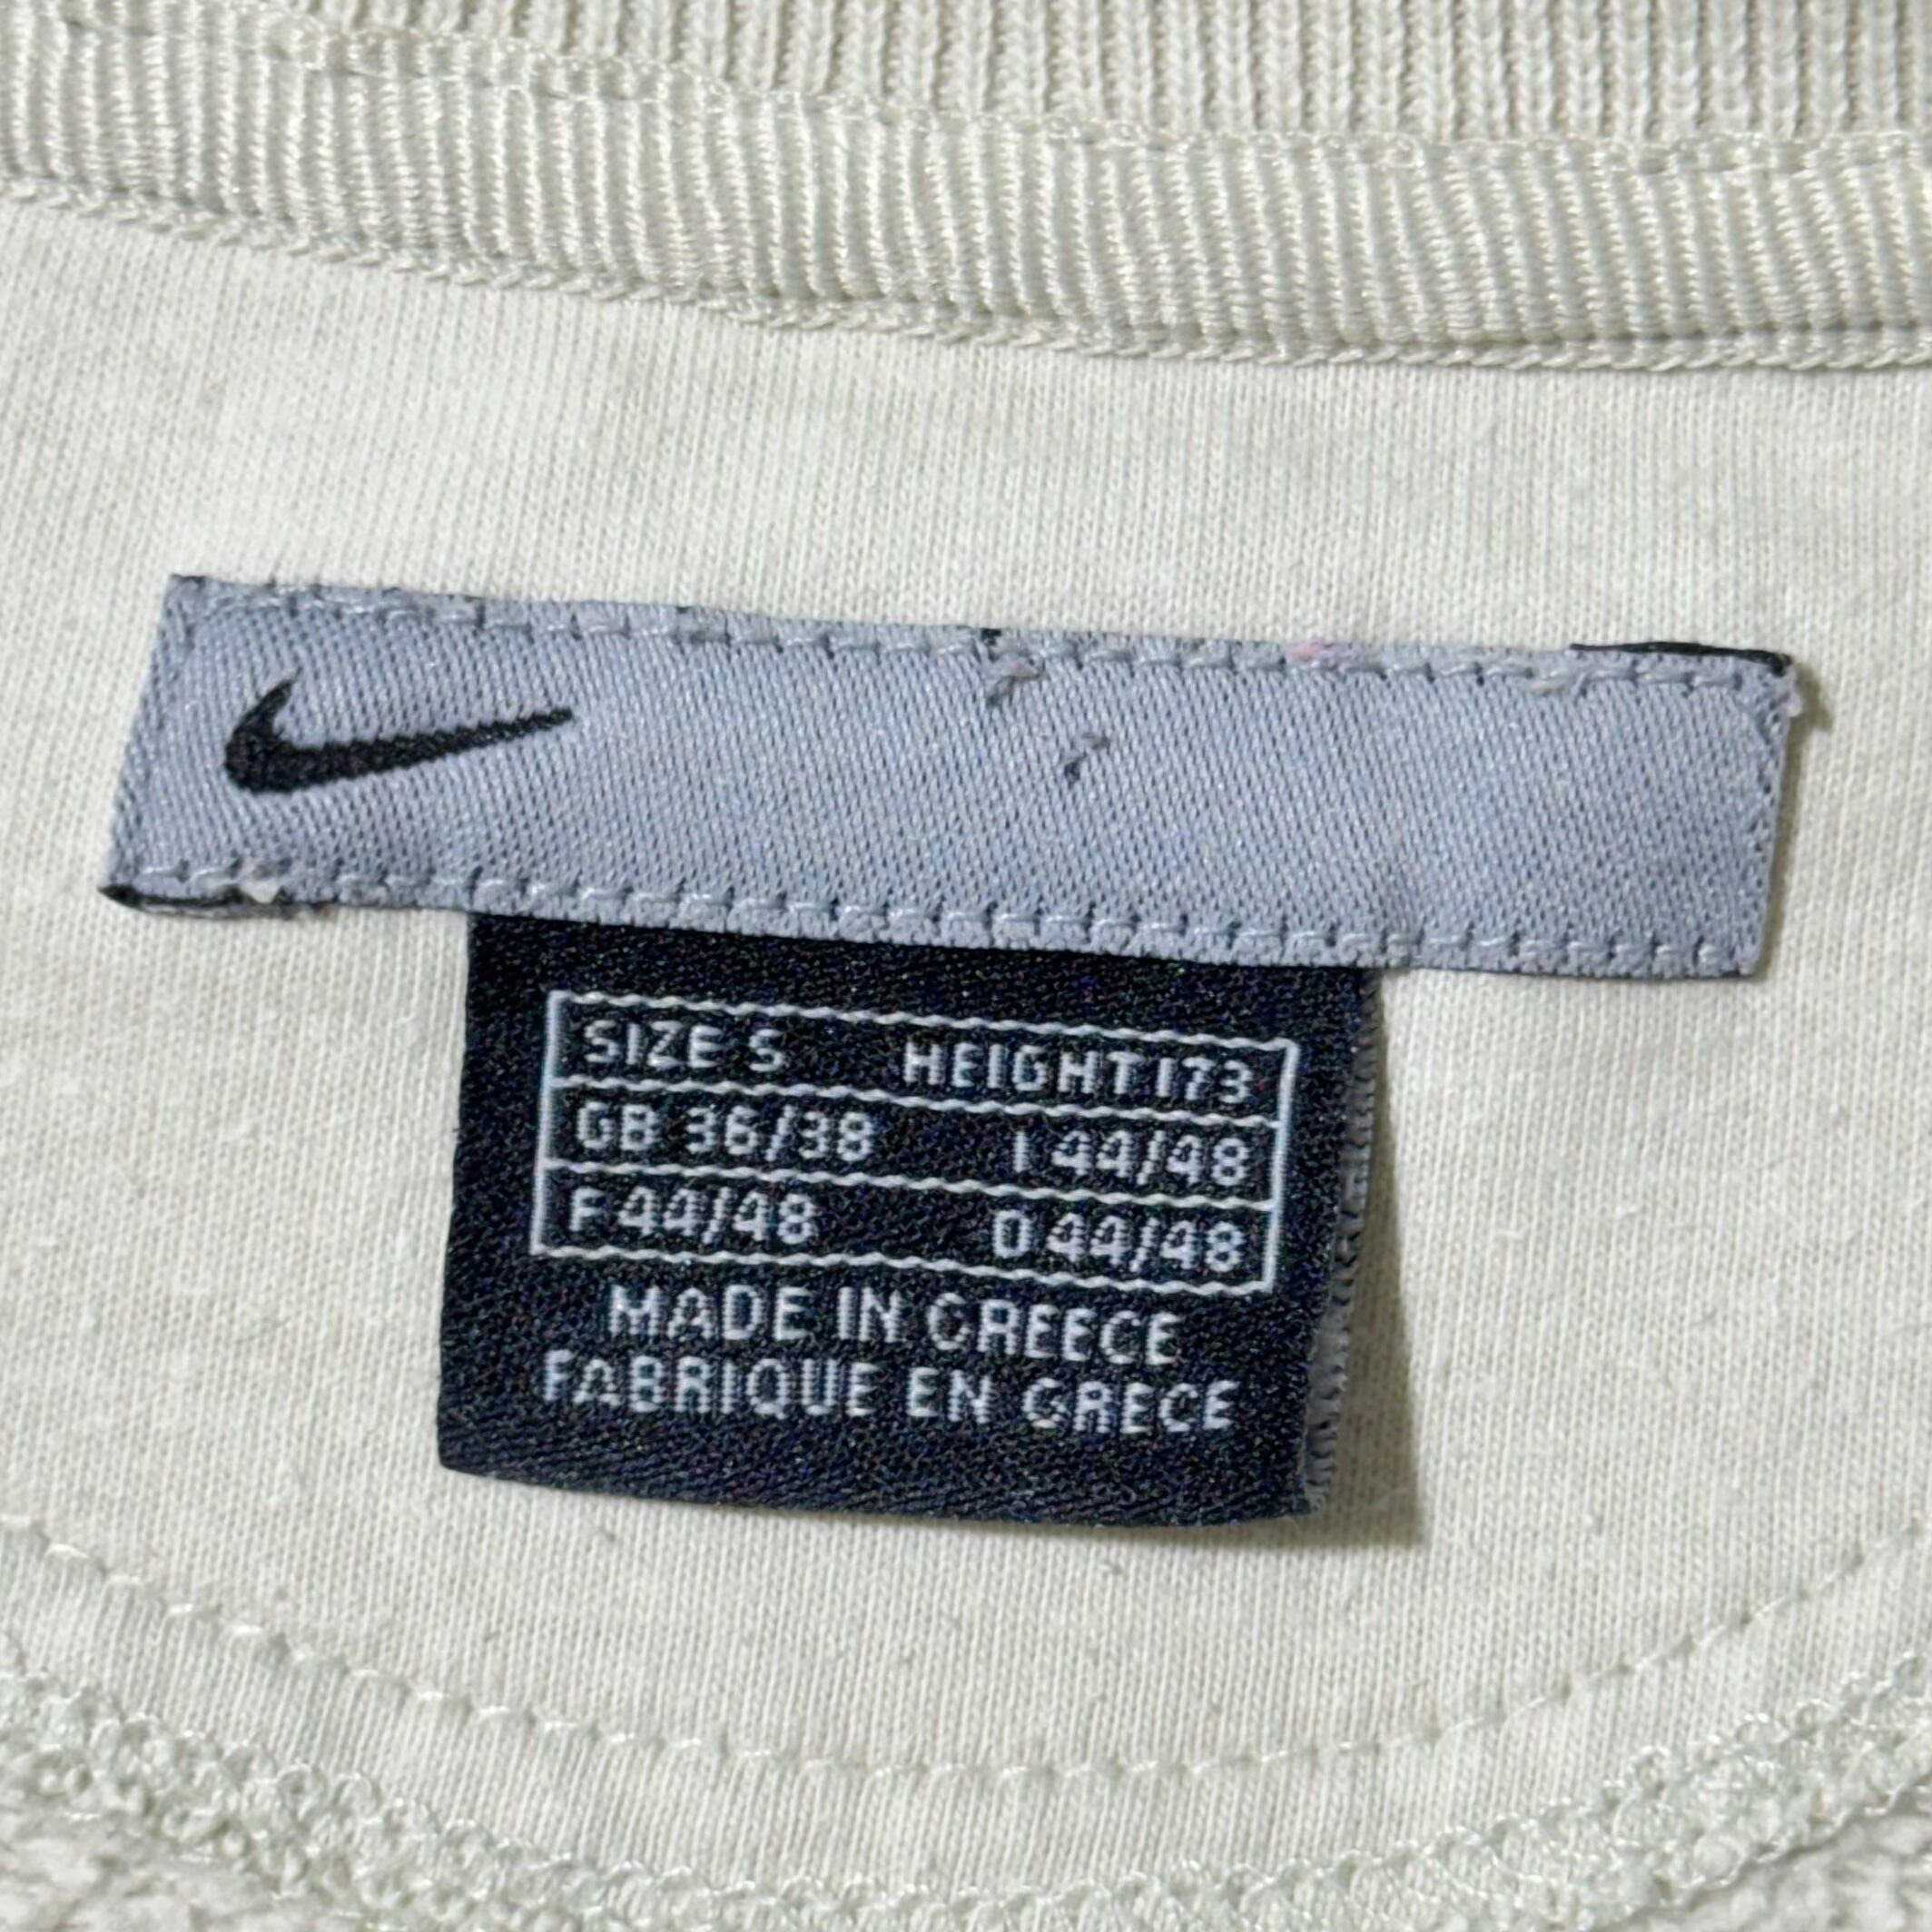 SIZE S HEIGHT 173
GB 36/38 I 44/48
F 44/48 D 44/48
MADE IN GREECE
FABRIQUE EN GRECE